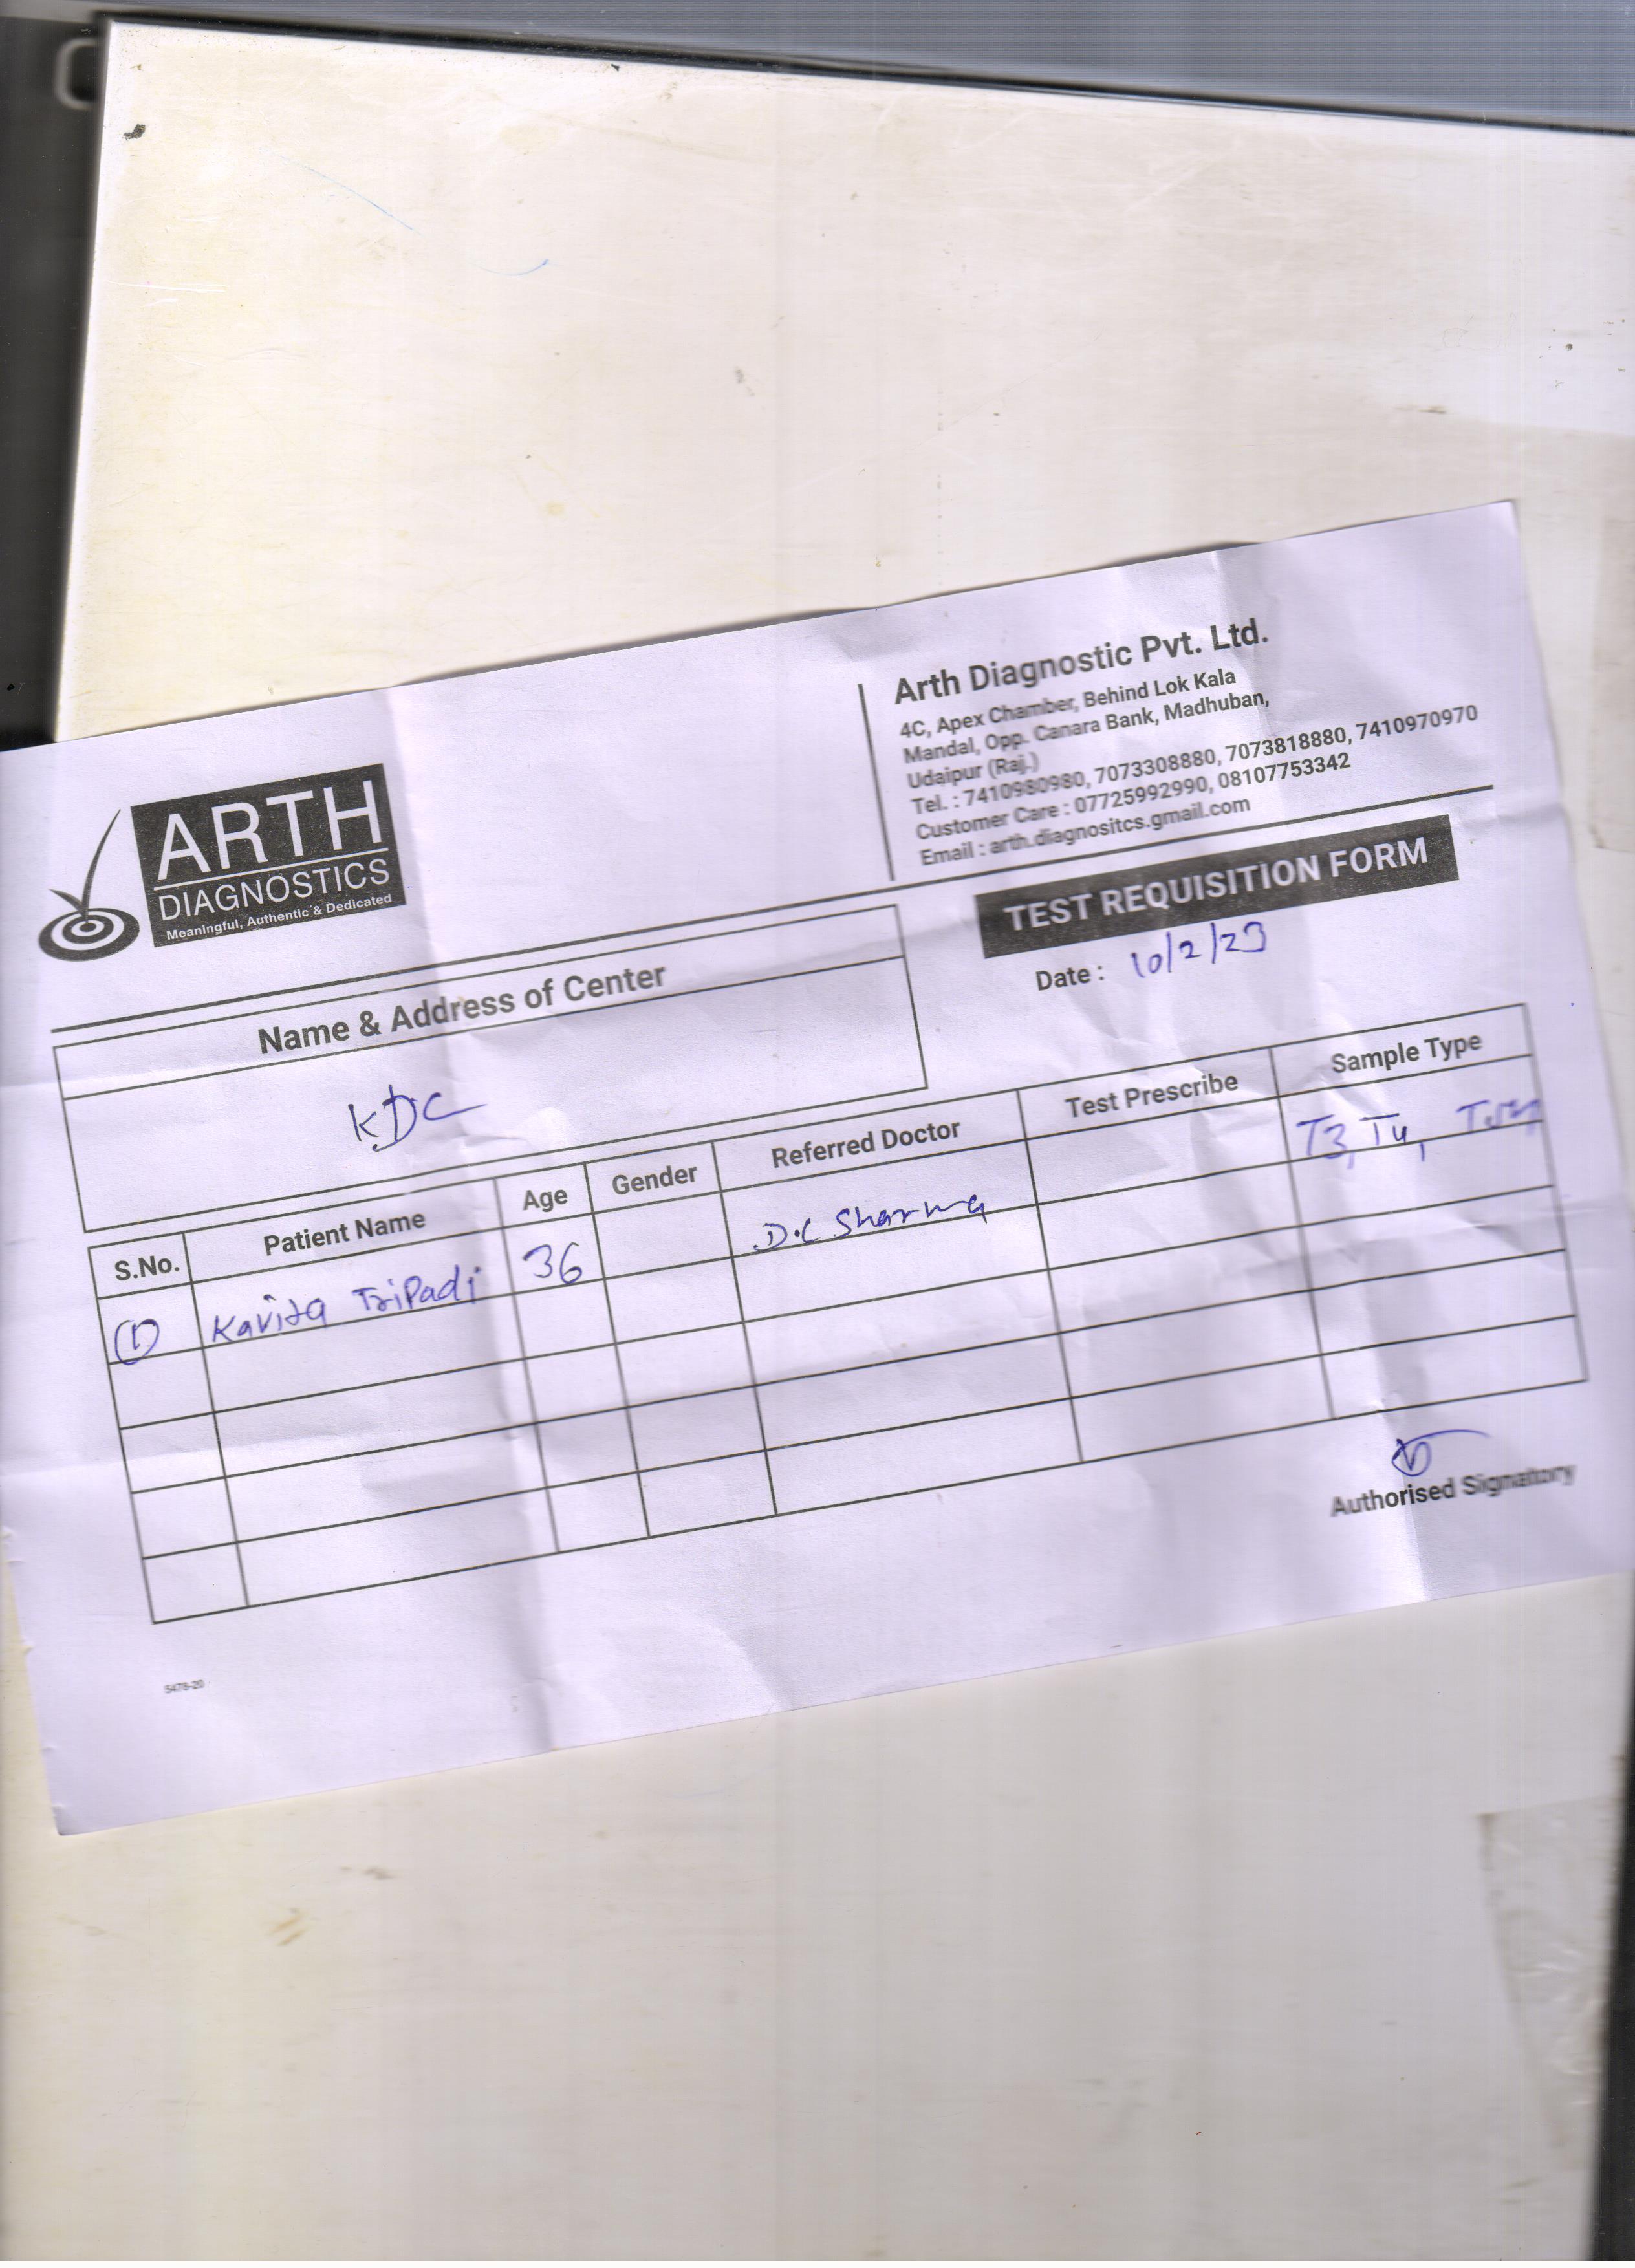 ARTH
DIAGNOSTICS
Meaningful, Authentic & Dedicated
Arth Diagnostic Pvt. Ltd.
4C, Apex Chamber, Behind Lok Kala
Mandal, Opp. Canara Bank, Madhuban,
Udaipur (Raj.)
Tel. : 7410980980, 7073308880, 7073818880, 7410970970
Customer Care : 07725992990, 08107753342
Email : arth.diagnositcs.gmail.com
TEST REQUISITION FORM
Date : 10/2/23
Name & Address of Center
KDC
S.No. Patient Name Age Gender Referred Doctor Test Prescribe Sample Type
1 Kavita Tripadi 36 D.C Sharma T3, T4,
Authorised Signatory
5478-20